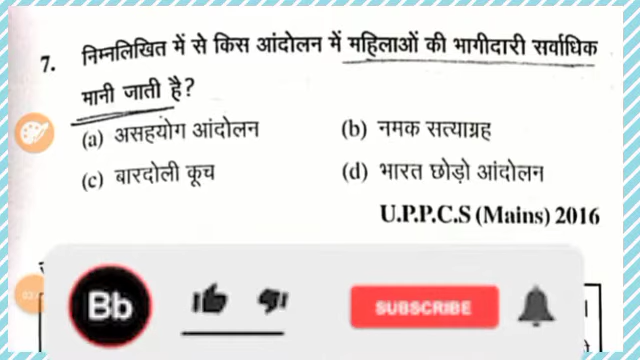 7. निम्नलिखित में से किस आंदोलन में महिलाओं की भागीदारी सर्वाधिक
मानी जाती है?
(a) असहयोग आंदोलन (b) नमक सत्याग्रह
(c) बारदोली कूच (d) भारत छोड़ो आंदोलन
U.P.P.C.S (Mains) 2016
Bb SUBSCRIBE